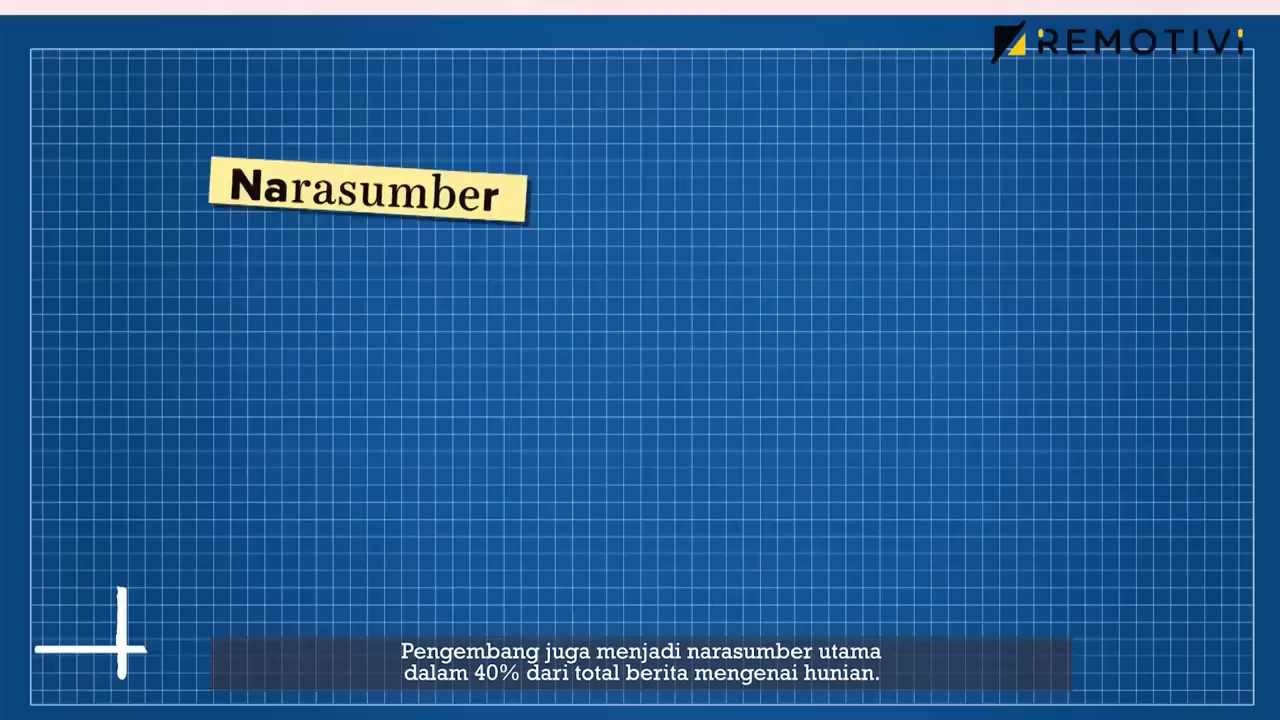 REMOTIVI
Narasumber
Pengembang juga menjadi narasumber utama
dalam 40% dari total berita mengenai hunian.